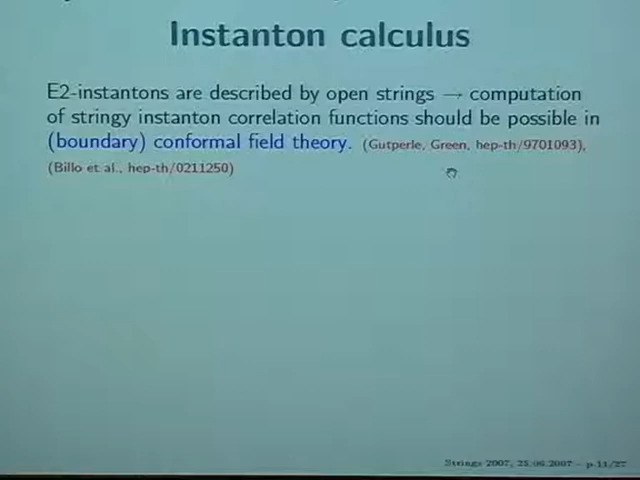 Instanton calculus
E2-instantons are described by open strings → computation
of stringy instanton correlation functions should be possible in
(boundary) conformal field theory. (Gutperle, Green, hep-th/9701093),
(Billo et al., hep-th/0211250)
Strings 2007, 25.06.2007 – p.11/27